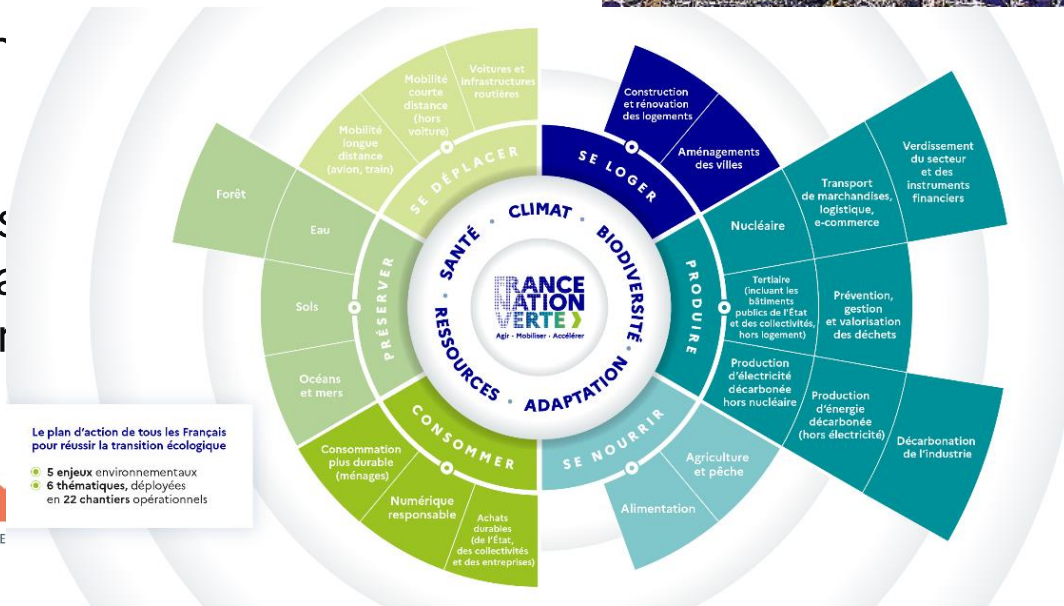 Voitures et
infrastructures
routières
Mobilité
courte
distance
(hors
voiture)
Mobilité
longue
distance
(avion, train)
SE DÉPLACER
Construction
et rénovation
des logements
Aménagements
des villes
SE LOGER
Nucléaire
Transport
de marchandises,
logistique,
e-commerce
Verdissement
du secteur
et des
instruments
financiers
Tertiaire
(incluant les
bâtiments
publics de l'État
et des collectivités,
hors logement)
Prévention,
gestion
et valorisation
des déchets
Production
d'électricité
décarbonée
hors nucléaire
Production
d'énergie
décarbonée
(hors électricité)
Décarbonation
de l'industrie
PRODUIRE
Agriculture
et pêche
Alimentation
SE NOURRIR
Achats
durables
(de l'État,
des collectivités
et des entreprises)
Numérique
responsable
Consommation
plus durable
(ménages)
CONSOMMER
Océans
et mers
Sols
Eau
Forêt
PRÉSERVER
SANTÉ · CLIMAT · BIODIVERSITÉ · ADAPTATION · RESSOURCES
FRANCE
NATION
VERTE
Agir · Mobiliser · Accélérer
Le plan d'action de tous les Français
pour réussir la transition écologique
5 enjeux environnementaux
6 thématiques, déployées
en 22 chantiers opérationnels